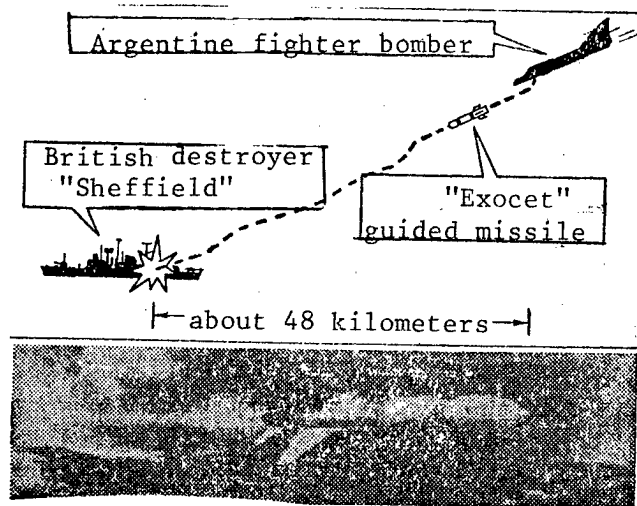 Argentine fighter bomber
British destroyer
"Sheffield"
"Exocet"
guided missile
about 48 kilometers